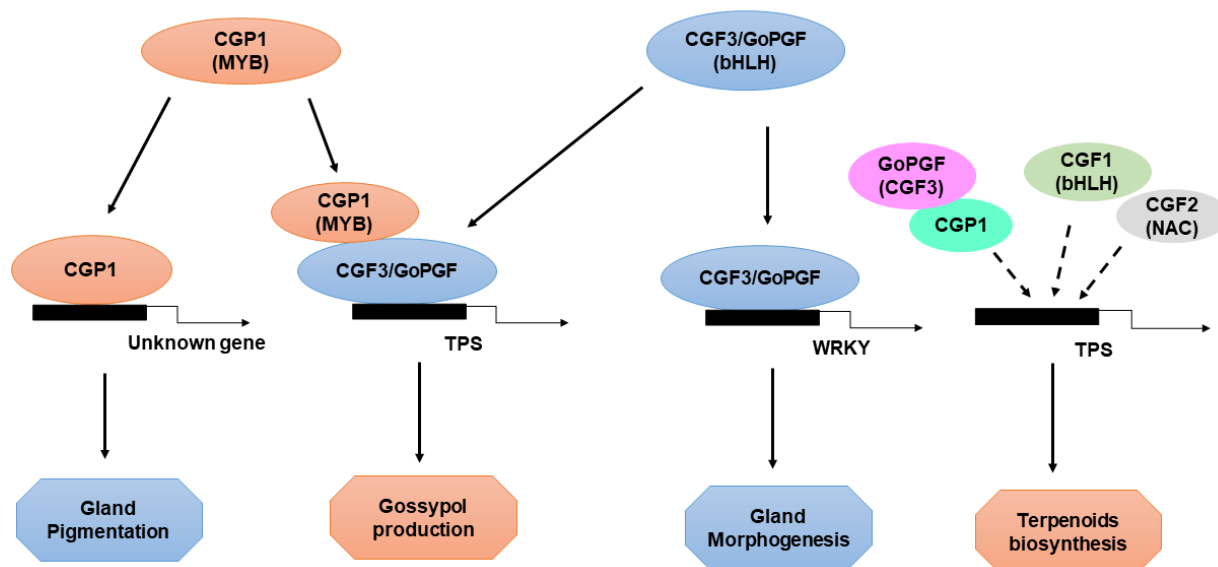 CGP1
(MYB)
CGF3/GoPGF
(bHLH)
GoPGF
(CGF3)
CGP1
CGF1
(bHLH)
CGF2
(NAC)
CGP1
(MYB)
CGP1
CGF3/GoPGF
CGF3/GoPGF
Unknown gene
TPS
WRKY
TPS
Gland
Pigmentation
Gossypol
production
Gland
Morphogenesis
Terpenoids
biosynthesis